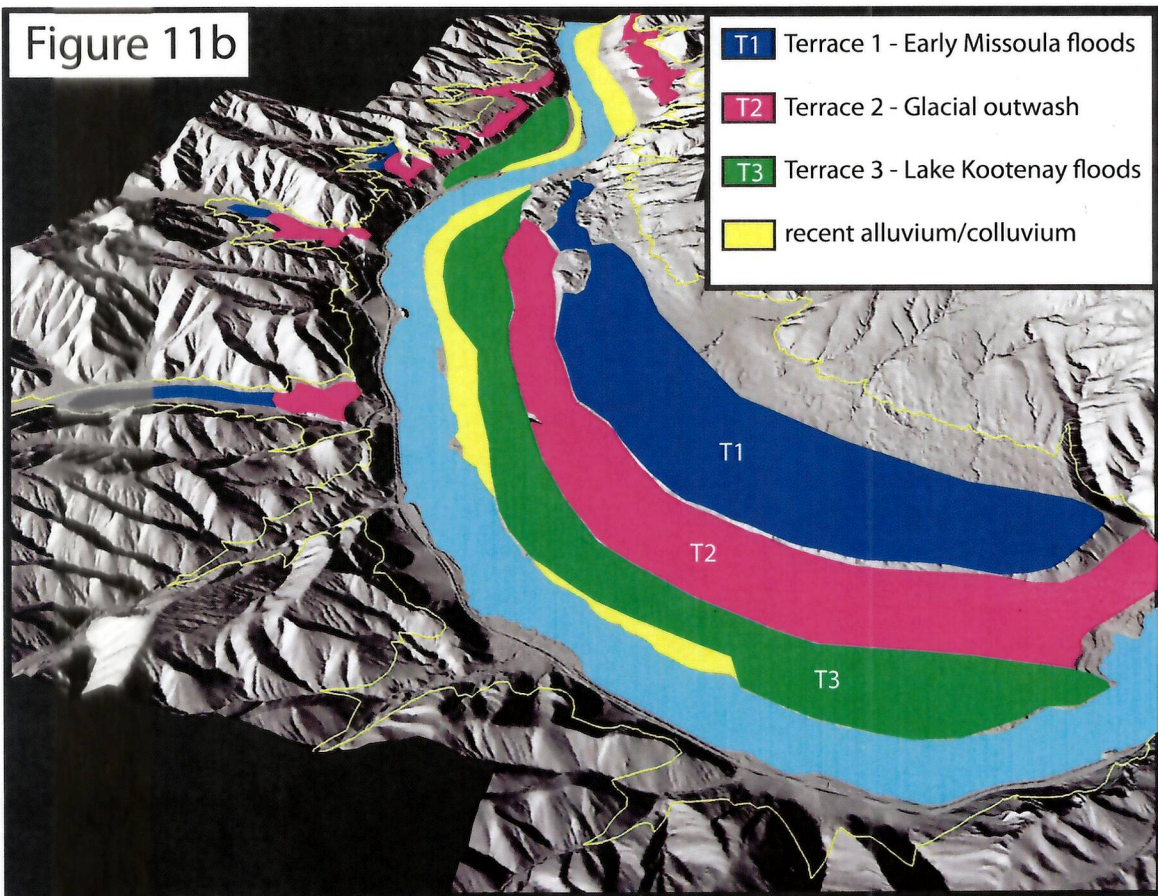 Figure 11b
T1 Terrace 1 - Early Missoula floods
T2 Terrace 2 - Glacial outwash
T3 Terrace 3 - Lake Kootenay floods
recent alluvium/colluvium
T1
T2
T3